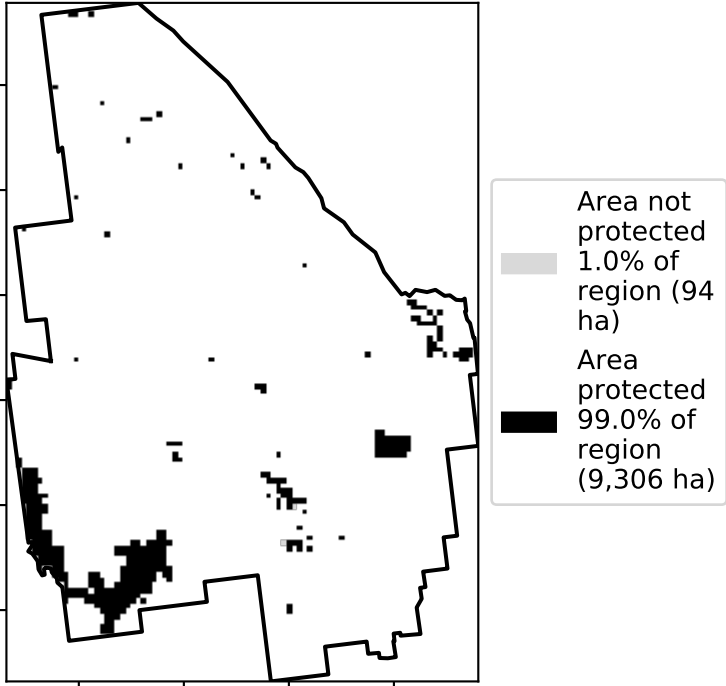 Area not
protected
1.0% of
region (94
ha)
Area
protected
99.0% of
region
(9,306 ha)